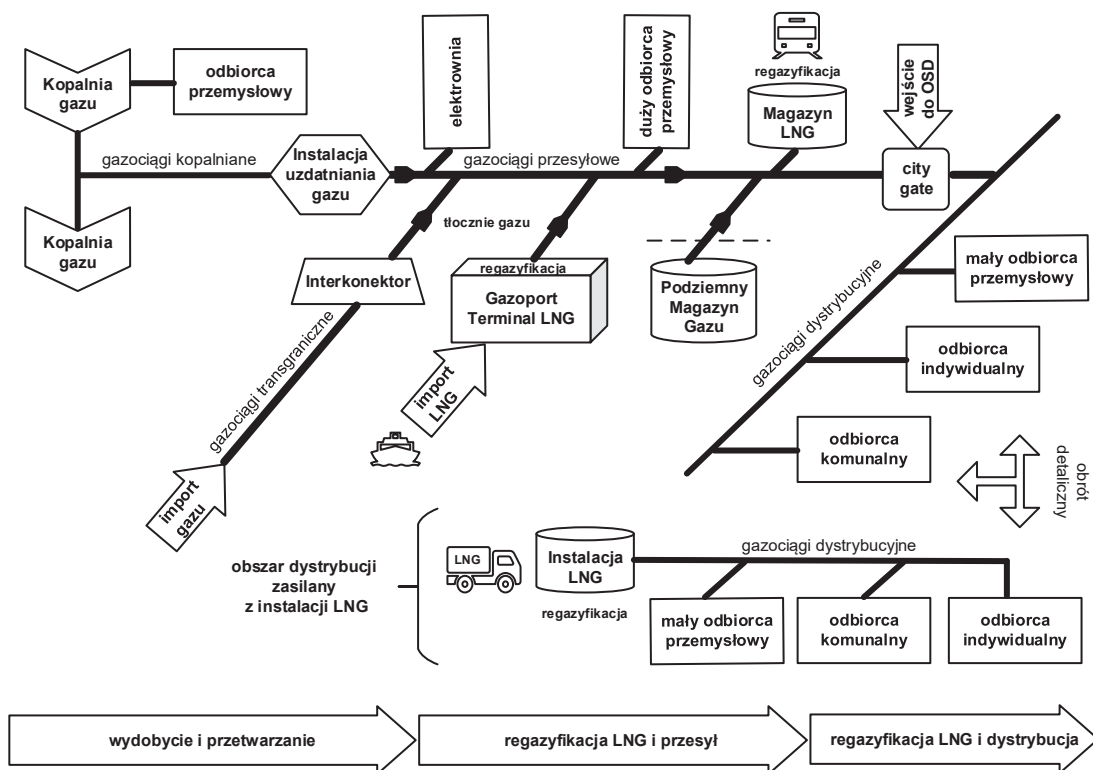 Kopalnia
gazu
odbiorca
przemysłowy
elektrownia
duży odbiorca
przemysłowy
regazyfikacja
Magazyn
LNG
wejście
do OSD
gazociągi kopalniane
Instalacja
uzdatniania
gazu
gazociągi przesyłowe
city
gate
Kopalnia
gazu
tłocznie gazu
Interkonektor
regazyfikacja
Gazoport
Terminal LNG
Podziemny
Magazyn
Gazu
mały odbiorca
przemysłowy
gazociągi dystrybucyjne
odbiorca
indywidualny
gazociągi transgraniczne
import
LNG
odbiorca
komunalny
obrót
detaliczny
import
gazu
obszar dystrybucji
zasilany
z instalacji LNG
LNG
Instalacja
LNG
regazyfikacja
gazociągi dystrybucyjne
mały odbiorca
przemysłowy
odbiorca
komunalny
odbiorca
indywidualny
wydobycie i przetwarzanie
regazyfikacja LNG i przesył
regazyfikacja LNG i dystrybucja